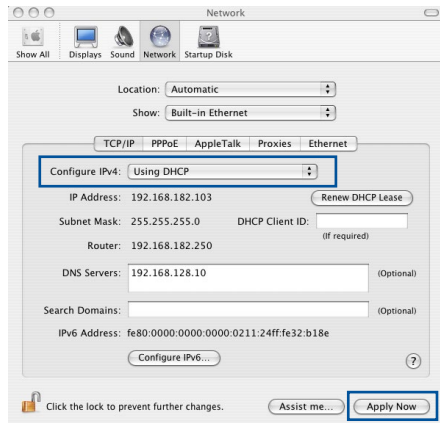 Network
Show All Displays Sound Network Startup Disk
Location: Automatic
Show: Built-in Ethernet
TCP/IP PPPoE AppleTalk Proxies Ethernet
Configure IPv4: Using DHCP
IP Address: 192.168.182.103 Renew DHCP Lease
Subnet Mask: 255.255.255.0 DHCP Client ID:
(If required)
Router: 192.168.182.250
DNS Servers: 192.168.128.10 (Optional)
Search Domains: (Optional)
IPv6 Address: fe80:0000:0000:0000:0211:24ff:fe32:b18e
Configure IPv6... ?
Click the lock to prevent further changes. Assist me... Apply Now